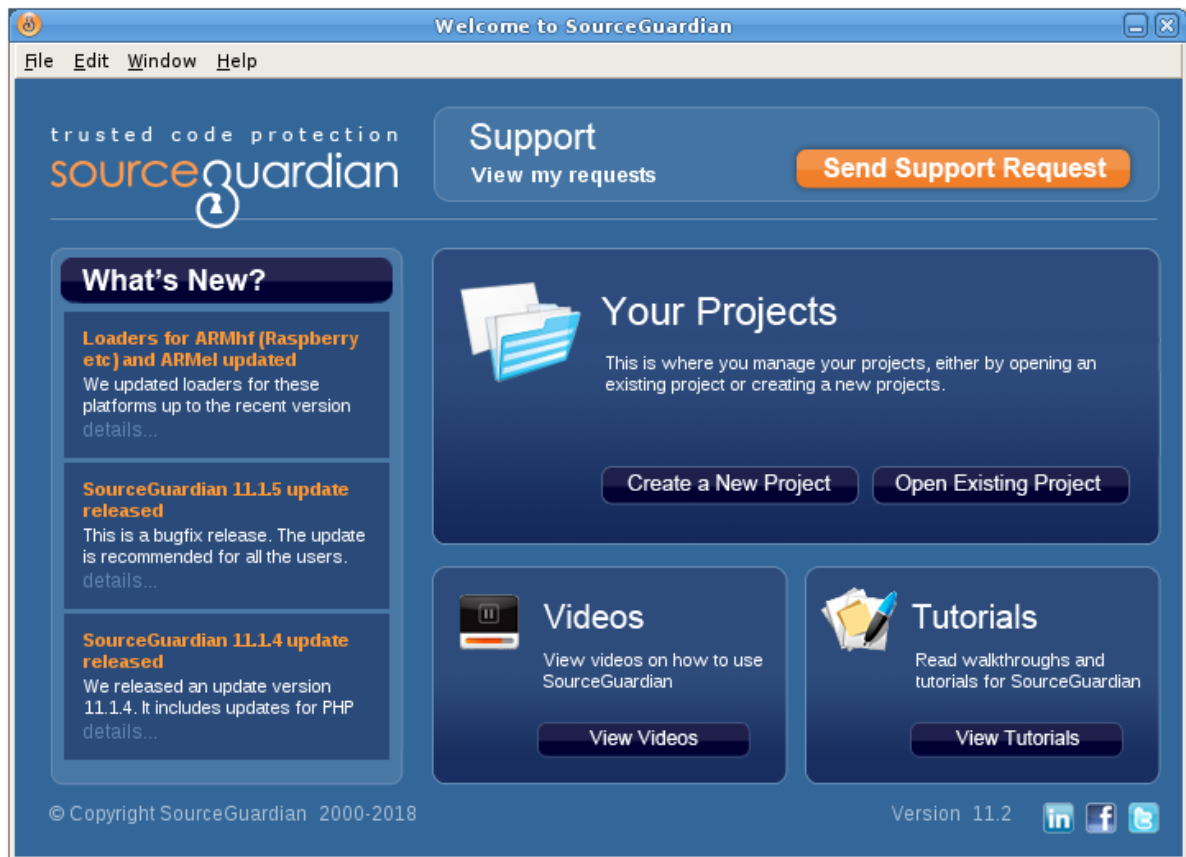 Welcome to SourceGuardian
File Edit Window Help
trusted code protection
sourceguardian
Support
View my requests
Send Support Request
What's New?
Loaders for ARMhf (Raspberry
etc) and ARMel updated
We updated loaders for these
platforms up to the recent version
details...
SourceGuardian 11.1.5 update
released
This is a bugfix release. The update
is recommended for all the users.
details...
SourceGuardian 11.1.4 update
released
We released an update version
11.1.4. It includes updates for PHP
details...
Your Projects
This is where you manage your projects, either by opening an
existing project or creating a new projects.
Create a New Project
Open Existing Project
Videos
View videos on how to use
SourceGuardian
View Videos
Tutorials
Read walkthroughs and
tutorials for SourceGuardian
View Tutorials
© Copyright SourceGuardian 2000-2018
Version 11.2
in f t